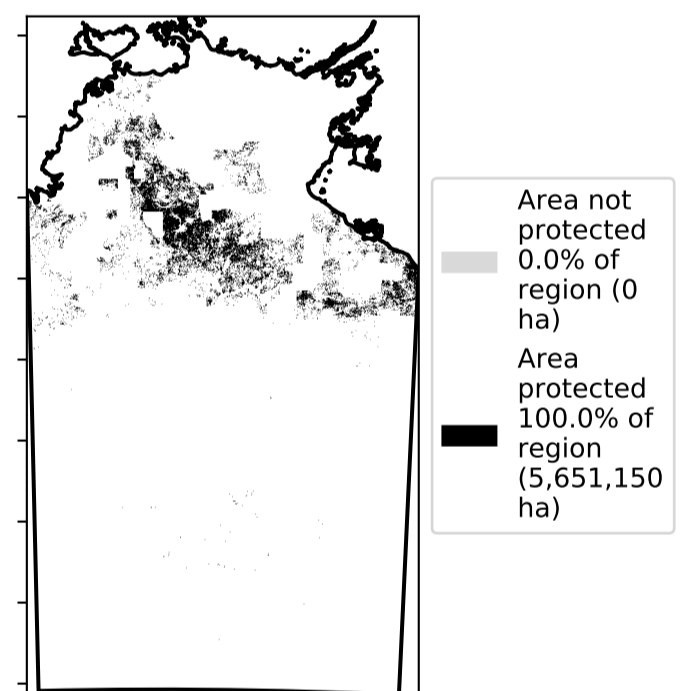 Area not
protected
0.0% of
region (0
ha)
Area
protected
100.0% of
region
(5,651,150
ha)